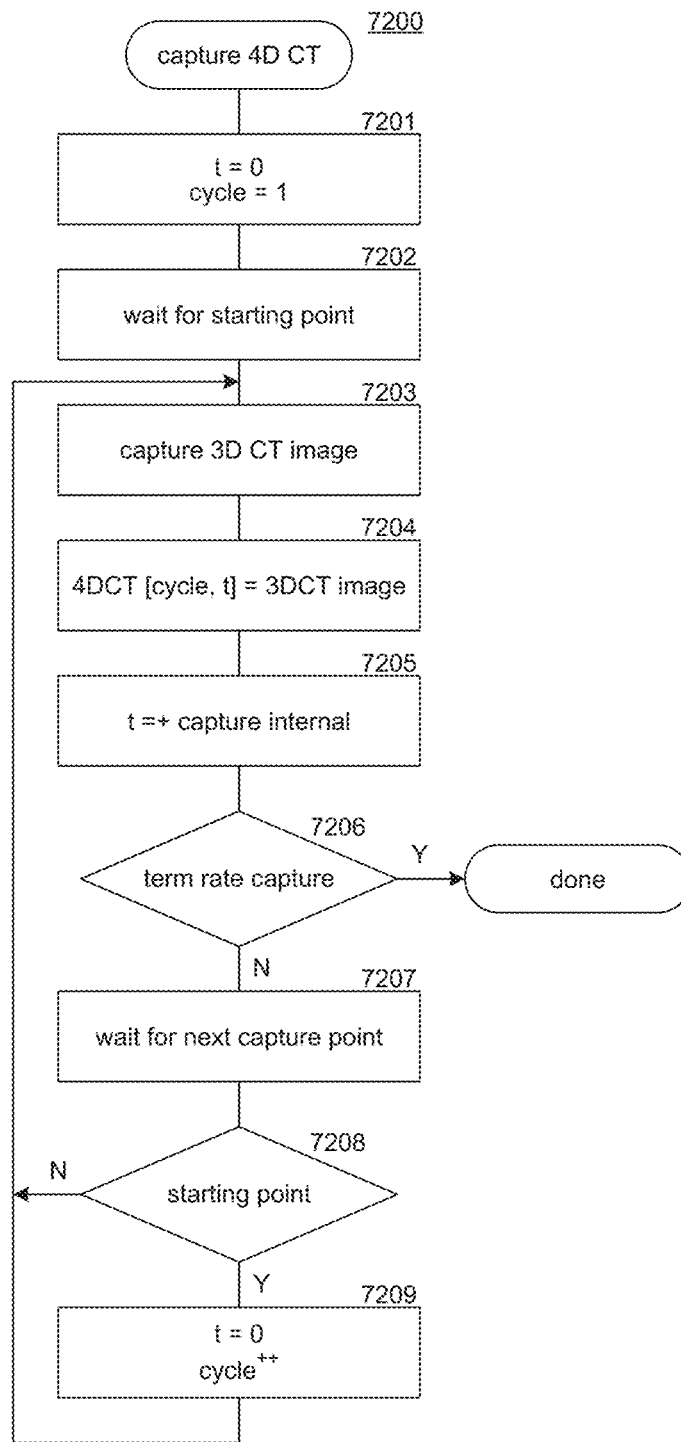 7200
capture 4D CT
7201
t = 0
cycle = 1
7202
wait for starting point
7203
capture 3D CT image
7204
4DCT [cycle, t] = 3DCT image
7205
t =+ capture internal
7206
term rate capture
Y
done
N
7207
wait for next capture point
7208
N
starting point
Y
7209
t = 0
cycle++